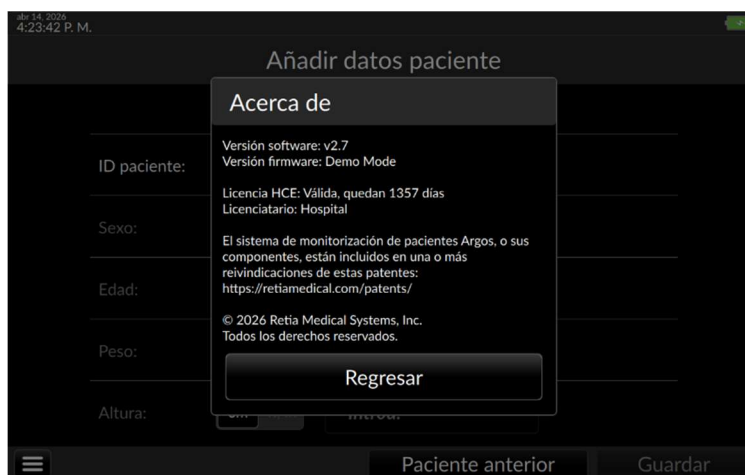 abr 14, 2026
4:23:42 P. M.
Añadir datos paciente
Acerca de
Versión software: v2.7
Versión firmware: Demo Mode
Licencia HCE: Válida, quedan 1357 días
Licenciatario: Hospital
El sistema de monitorización de pacientes Argos, o sus
componentes, están incluidos en una o más
reivindicaciones de estas patentes:
https://retiamedical.com/patents/
© 2026 Retia Medical Systems, Inc.
Todos los derechos reservados.
Regresar
ID paciente:
Sexo:
Edad:
Peso:
Altura:
Paciente anterior
Guardar